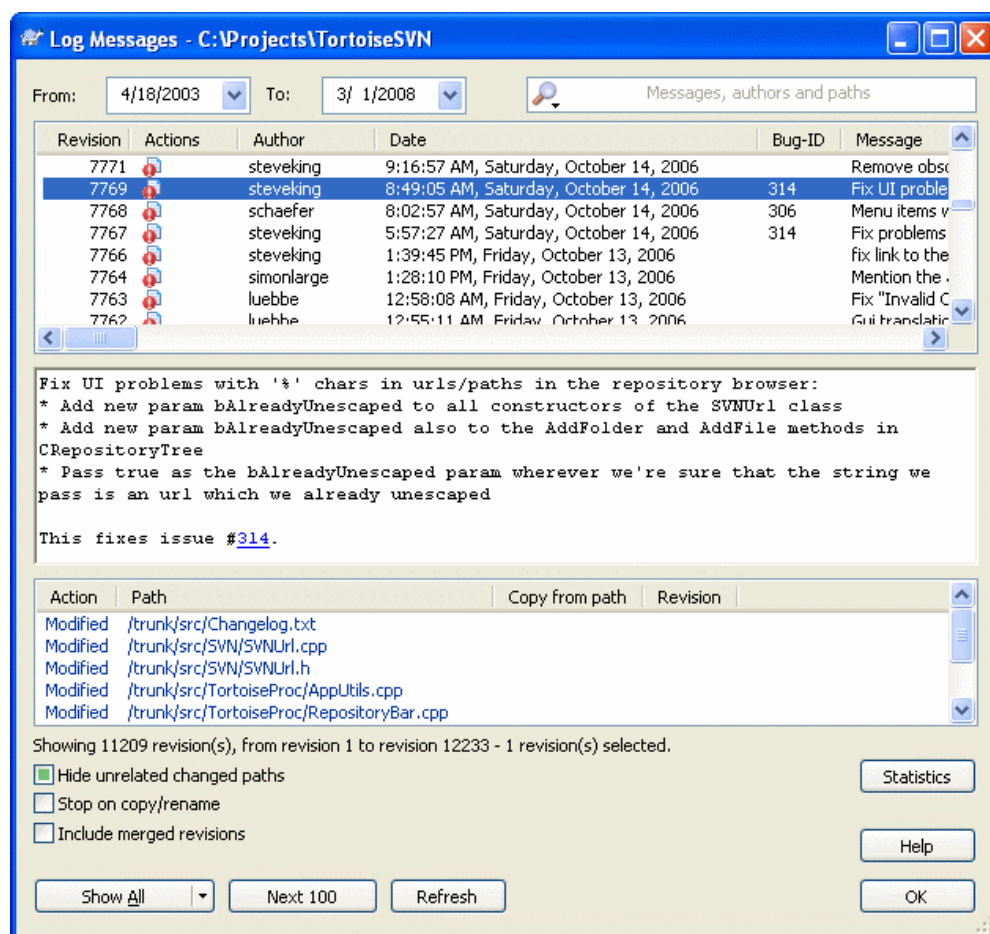 Log Messages - C:\Projects\TortoiseSVN
From: 4/18/2003 To: 3/ 1/2008 Messages, authors and paths
Revision Actions Author Date Bug-ID Message
7771 steveking 9:16:57 AM, Saturday, October 14, 2006 Remove obso
7769 steveking 8:49:05 AM, Saturday, October 14, 2006 314 Fix UI proble
7768 schaefer 8:02:57 AM, Saturday, October 14, 2006 306 Menu items w
7767 steveking 5:57:27 AM, Saturday, October 14, 2006 314 Fix problems
7766 steveking 1:39:45 PM, Friday, October 13, 2006 fix link to the
7764 simonlarge 1:28:10 PM, Friday, October 13, 2006 Mention the
7763 luebbe 12:58:08 AM, Friday, October 13, 2006 Fix "Invalid C
7762 luebbe 12:55:11 AM, Friday, October 13, 2006 Gui translatio
Fix UI problems with '%' chars in urls/paths in the repository browser:
* Add new param bAlreadyUnescaped to all constructors of the SVNUrl class
* Add new param bAlreadyUnescaped also to the AddFolder and AddFile methods in
CRepositoryTree
* Pass true as the bAlreadyUnescaped param wherever we're sure that the string we
pass is an url which we already unescaped
This fixes issue #314.
Action Path Copy from path Revision
Modified /trunk/src/Changelog.txt
Modified /trunk/src/SVN/SVNUrl.cpp
Modified /trunk/src/SVN/SVNUrl.h
Modified /trunk/src/TortoiseProc/AppUtils.cpp
Modified /trunk/src/TortoiseProc/RepositoryBar.cpp
Showing 11209 revision(s), from revision 1 to revision 12233 - 1 revision(s) selected.
Hide unrelated changed paths
Statistics
Stop on copy/rename
Include merged revisions
Help
Show All Next 100 Refresh OK